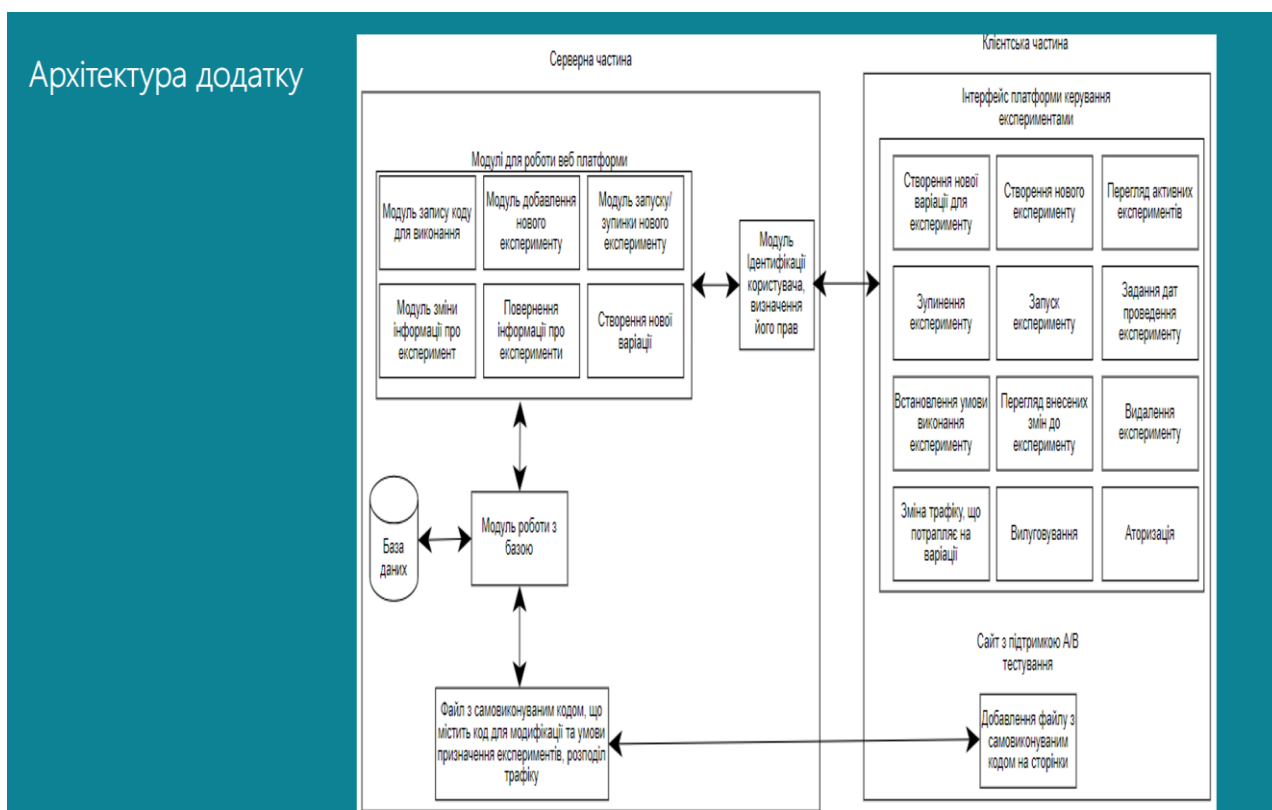 Архітектура додатку
Серверна частина
Модулі для роботи веб платформи
Модуль запису коду
для виконання
Модуль добавлення
нового
експерименту
Модуль запуску/
зупинки нового
експерименту
Модуль зміни
інформації про
експеримент
Повернення
інформації про
експерименти
Створення нової
варіації
Модуль
Ідентифікації
користувача,
визначення
його прав
База
даних
Модуль роботи з
базою
Файл з самовиконуваним кодом, що
містить код для модифікації та умови
призначення експериментів, розподіл
трафіку
Клієнтська частина
Інтерфейс платформи керування
експериментами
Створення нової
варіації для
експерименту
Створення нового
експерименту
Перегляд активних
експериментів
Зупинення
експерименту
Запуск
експерименту
Задання дат
проведення
експерименту
Встановлення умови
виконання
експерименту
Перегляд внесених
змін до
експерименту
Видалення
експерименту
Зміна трафіку, що
потрапляє на
варіації
Вилуговування
Аторизація
Сайт з підтримкою А/В
тестування
Добавлення файлу з
самовиконуваним
кодом на сторінки